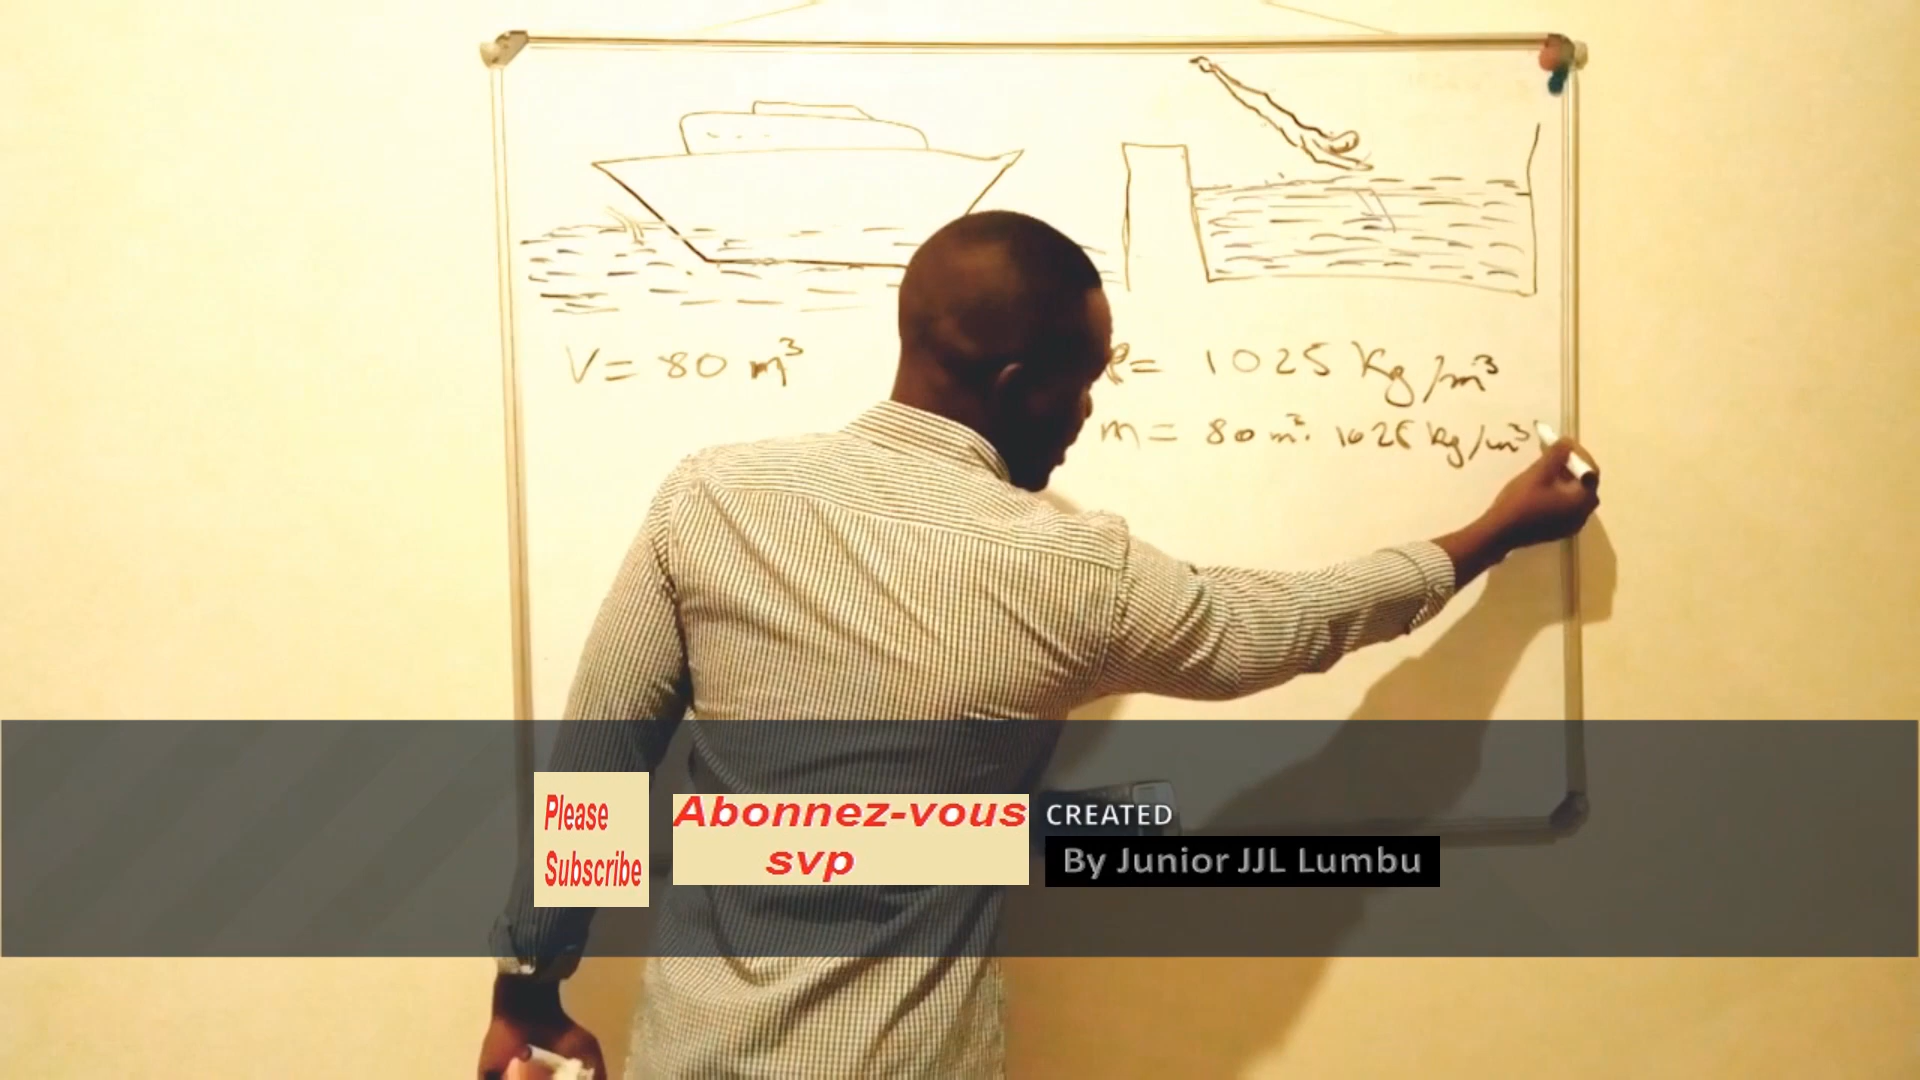 V = 80 m³
ρ = 1025 Kg/m³
m = 80 m³. 1025 kg/m³
Please
Subscribe
Abonnez-vous
svp
CREATED
By Junior JJL Lumbu